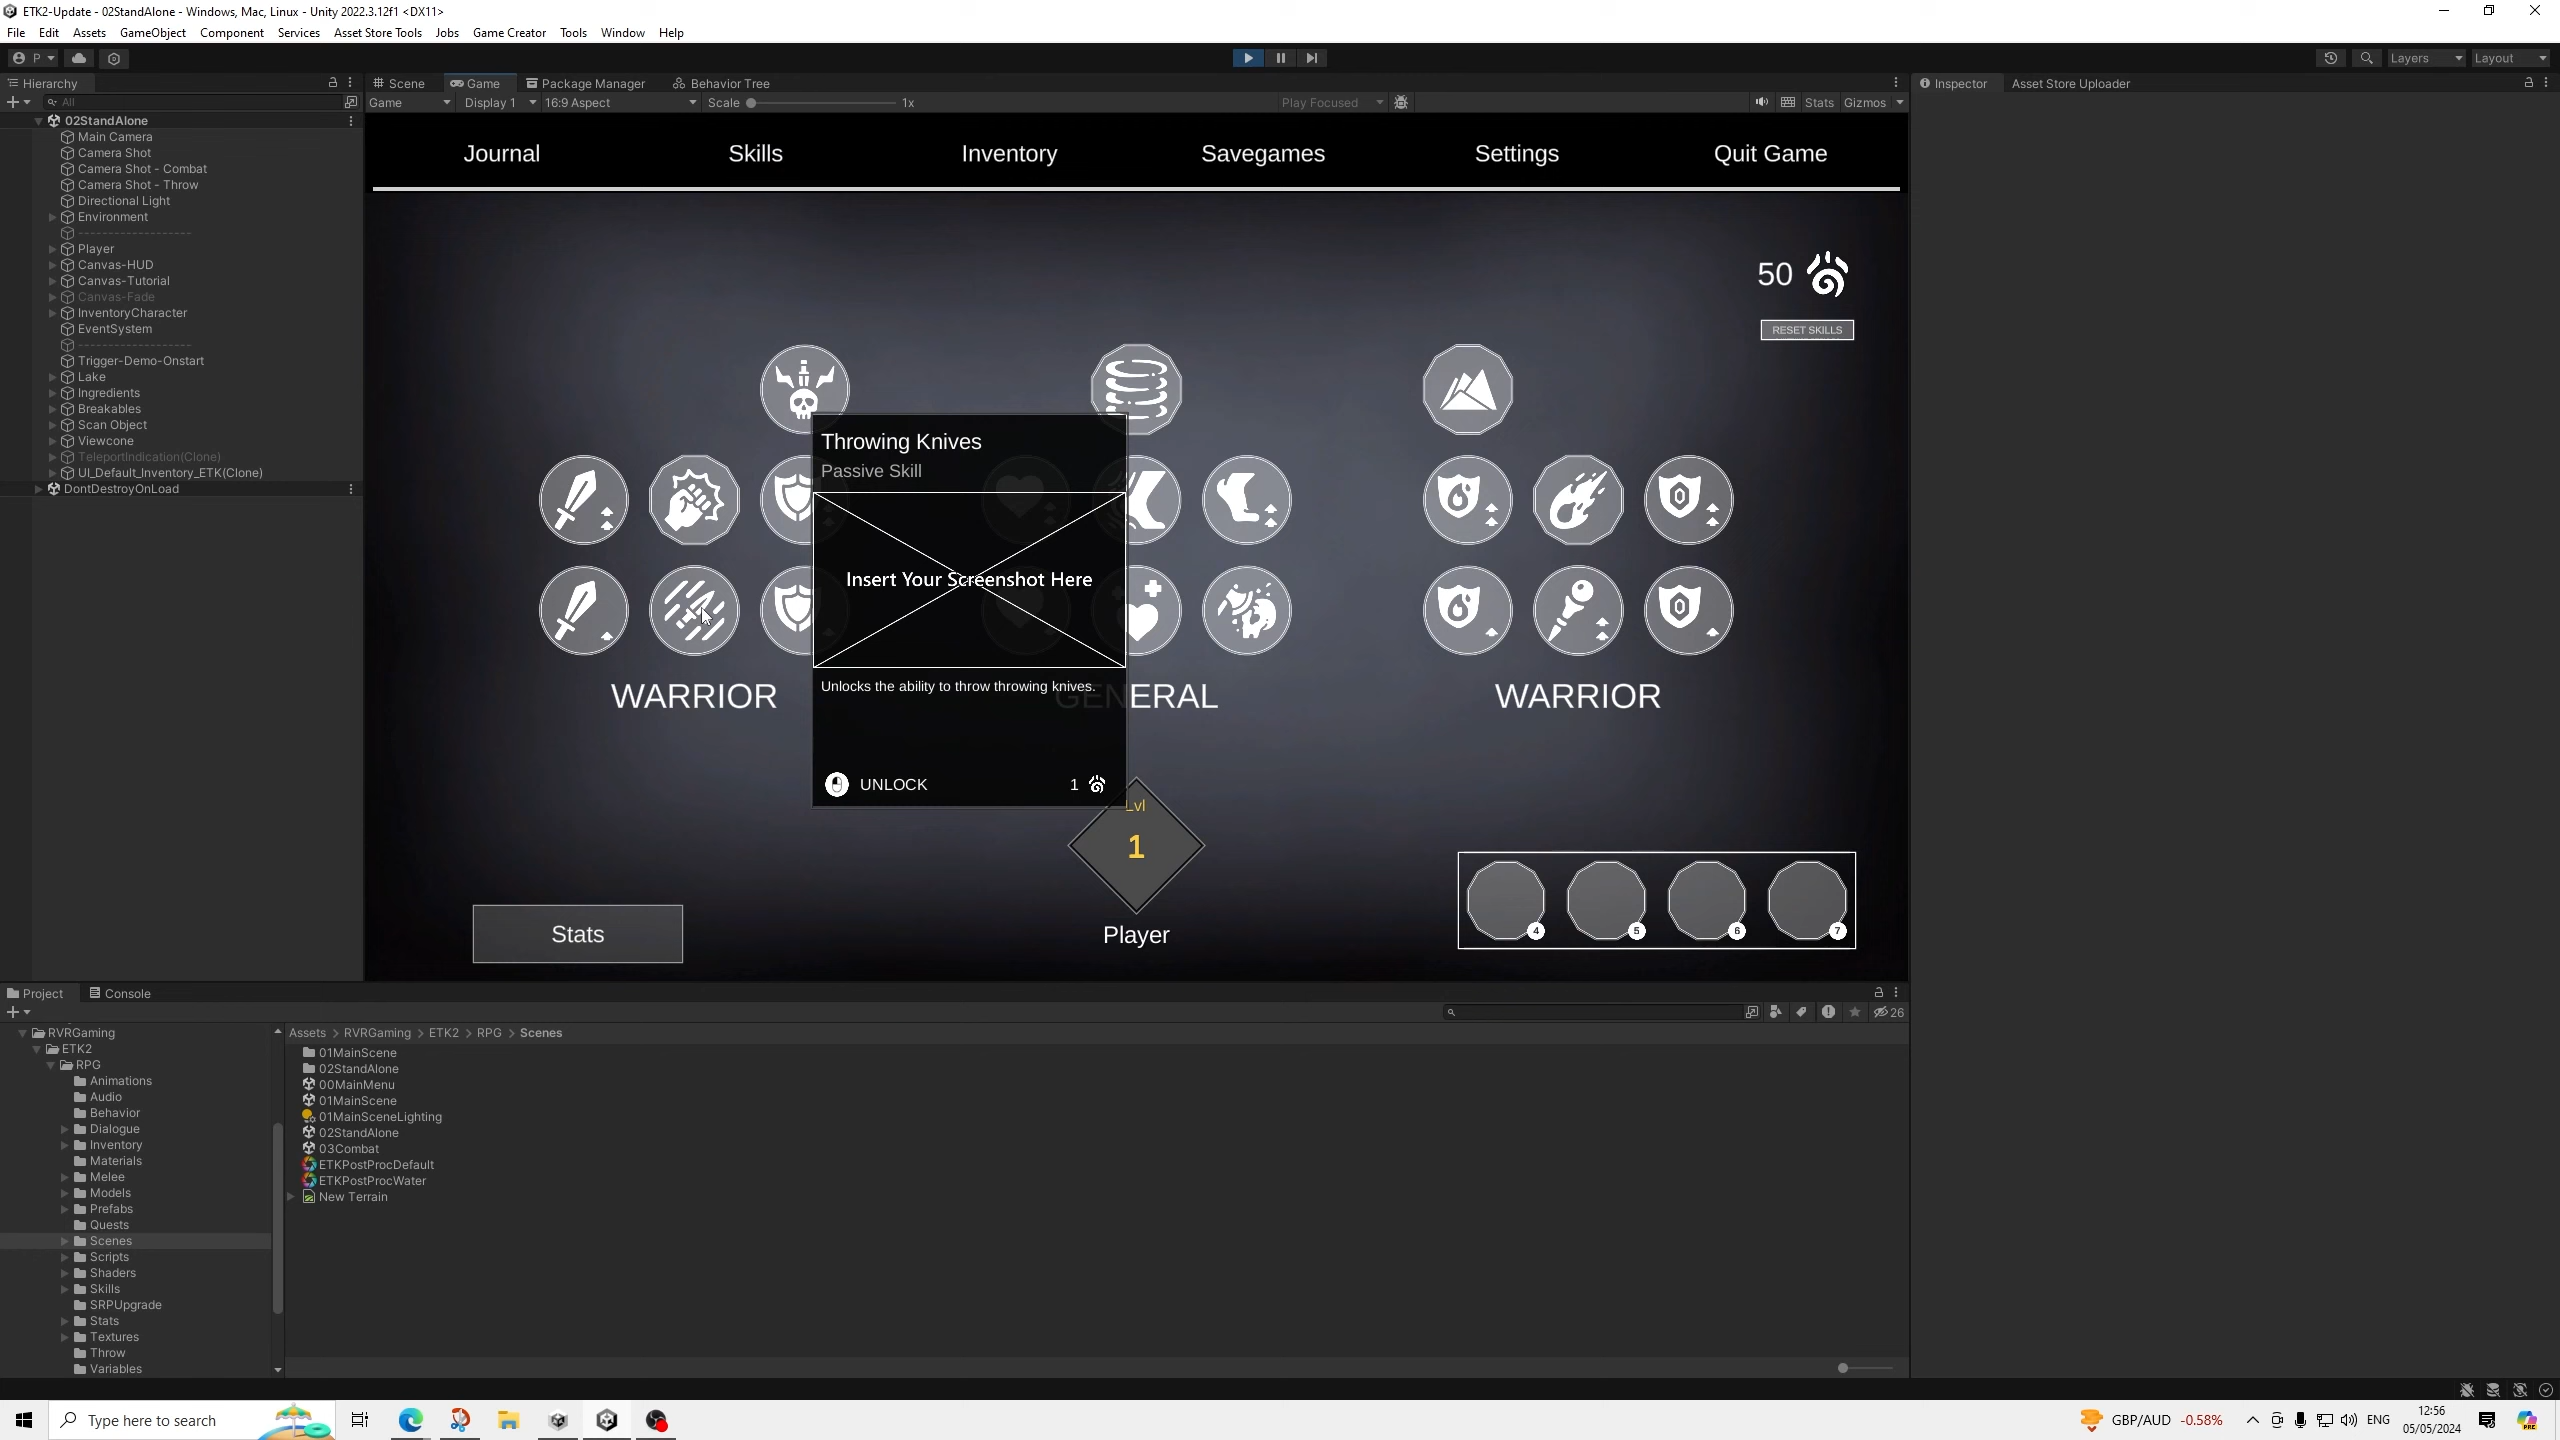 ETK2-Update - 02StandAlone - Windows, Mac, Linux - Unity 2022.3.12f1 <DX11>
File Edit Assets GameObject Component Services Asset Store Tools Jobs Game Creator Tools Window Help
P Layers Layout
Hierarchy
All
02StandAlone
Main Camera
Camera Shot
Camera Shot - Combat
Camera Shot - Throw
Directional Light
Environment
-------------------
Player
Canvas-HUD
Canvas-Tutorial
Canvas-Fade
InventoryCharacter
EventSystem
-------------------
Trigger-Demo-Onstart
Lake
Ingredients
Breakables
Scan Object
Viewcone
TeleportIndication(Clone)
UI_Default_Inventory_ETK(Clone)
DontDestroyOnLoad
Scene Game Package Manager Behavior Tree
Game Display 1 16:9 Aspect Scale 1x Play Focused Stats Gizmos
Journal Skills Inventory Savegames Settings Quit Game
50
RESET SKILLS
Throwing Knives
Passive Skill
Insert Your Screenshot Here
Unlocks the ability to throw throwing knives.
UNLOCK 1
WARRIOR GENERAL WARRIOR
Lvl
1
Player
Stats
4 5 6 7
Inspector Asset Store Uploader
Project Console
26
RVRGaming
ETK2
RPG
Animations
Audio
Behavior
Dialogue
Inventory
Materials
Melee
Models
Prefabs
Quests
Scenes
Scripts
Shaders
Skills
SRPUpgrade
Stats
Textures
Throw
Variables
Assets > RVRGaming > ETK2 > RPG > Scenes
01MainScene
02StandAlone
00MainMenu
01MainScene
01MainSceneLighting
02StandAlone
03Combat
ETKPostProcDefault
ETKPostProcWater
New Terrain
Type here to search
GBP/AUD -0.58%
ENG
12:56
05/05/2024